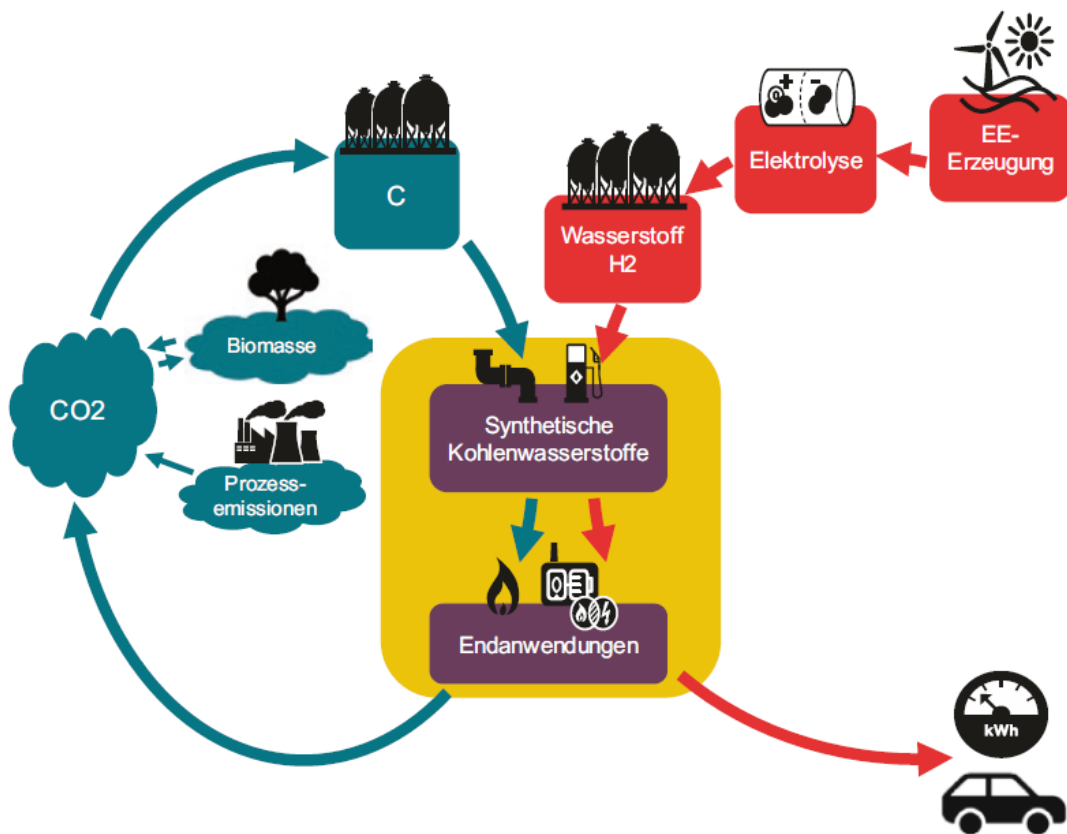 C
+ -
Elektrolyse
EE-
Erzeugung
Wasserstoff
H2
Biomasse
CO2
Prozess-
emissionen
Synthetische
Kohlenwasserstoffe
Endanwendungen
kWh